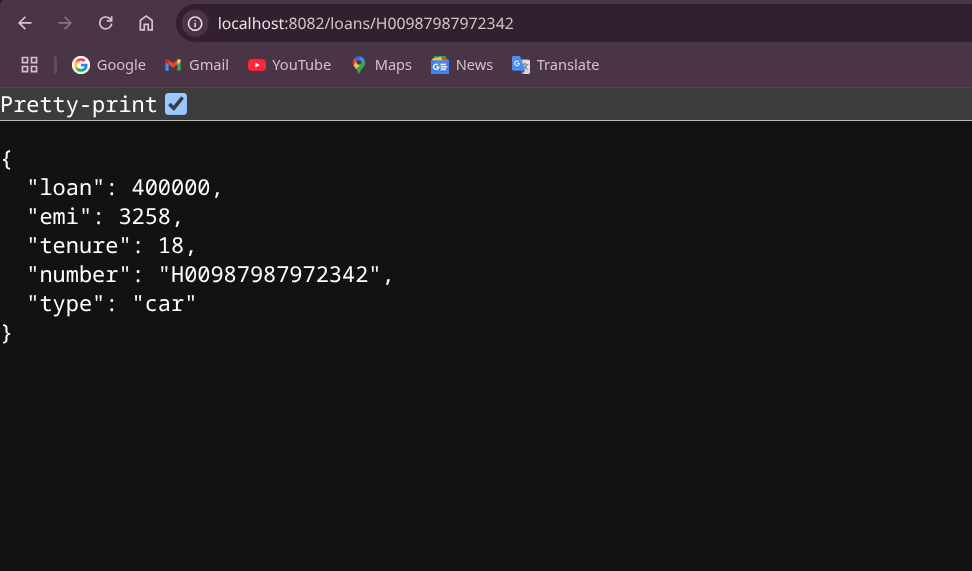 localhost:8082/loans/H00987987972342
Google Gmail YouTube Maps News Translate
Pretty-print
{
  "loan": 400000,
  "emi": 3258,
  "tenure": 18,
  "number": "H00987987972342",
  "type": "car"
}